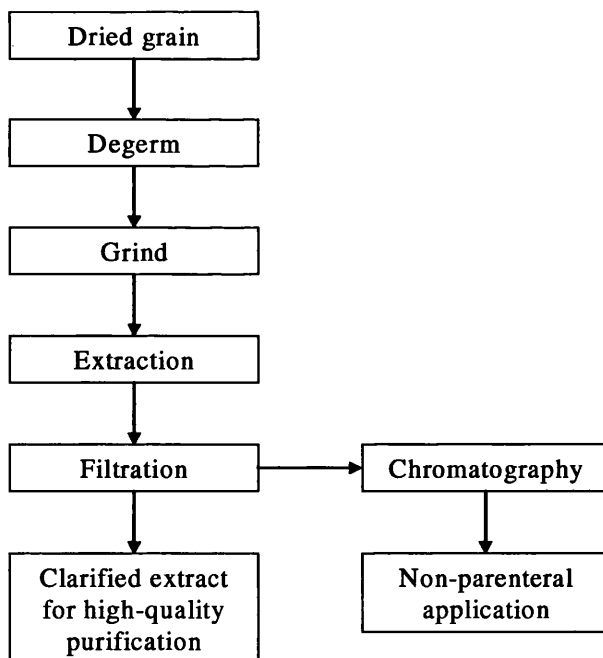 Dried grain
Degerm
Grind
Extraction
Filtration
Chromatography
Clarified extract
for high-quality
purification
Non-parenteral
application